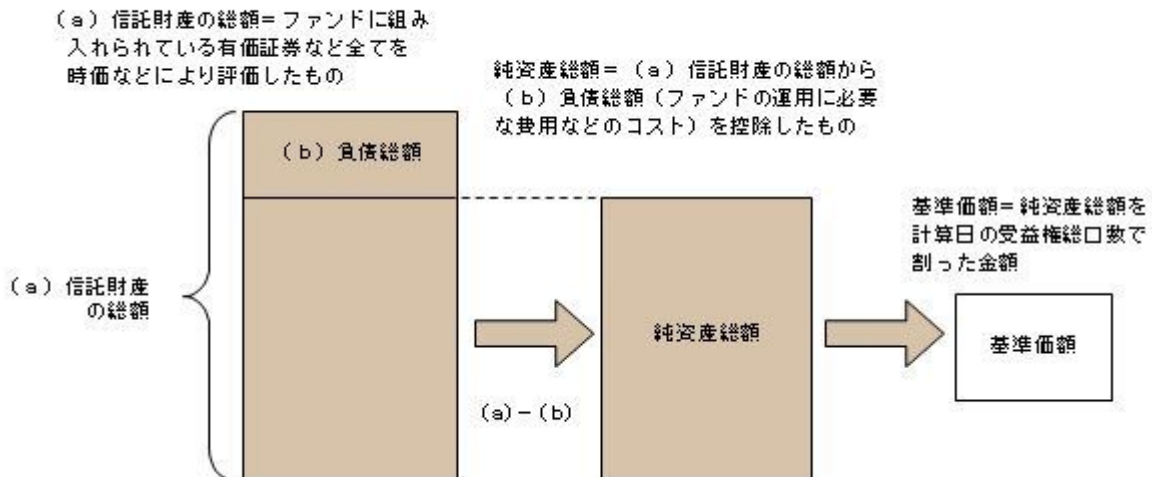 （a）信託財産の総額＝ファンドに組み
入れられている有価証券など全てを
時価などにより評価したもの
純資産総額＝（a）信託財産の総額から
（b）負債総額（ファンドの運用に必要
な費用などのコスト）を控除したもの
（b）負債総額
基準価額＝純資産総額を
計算日の受益権総口数で
割った金額
（a）信託財産
の総額
純資産総額
基準価額
（a）－（b）